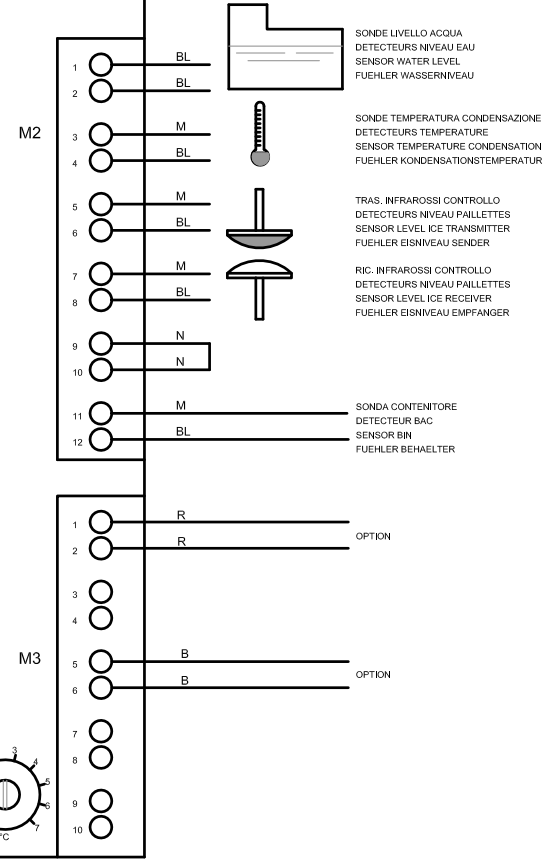 SONDE LIVELLO ACQUA
DETECTEURS NIVEAU EAU
SENSOR WATER LEVEL
FUEHLER WASSERNIVEAU
1 BL
2 BL
M2
SONDE TEMPERATURA CONDENSAZIONE
DETECTEURS TEMPERATURE
SENSOR TEMPERATURE CONDENSATION
FUEHLER KONDENSATIONSTEMPERATUR
3 M
4 BL
TRAS. INFRAROSSI CONTROLLO
DETECTEURS NIVEAU PAILLETTES
SENSOR LEVEL ICE TRANSMITTER
FUEHLER EISNIVEAU SENDER
5 M
6 BL
RIC. INFRAROSSI CONTROLLO
DETECTEURS NIVEAU PAILLETTES
SENSOR LEVEL ICE RECEIVER
FUEHLER EISNIVEAU EMPFANGER
7 M
8 BL
9 N
10 N
11 M
12 BL
SONDA CONTENITORE
DETECTEUR BAC
SENSOR BIN
FUEHLER BEHAELTER
1 R
2 R
OPTION
3
4
M3
5 B
6 B
OPTION
7
8
9
10
3
4
5
6
7
°C